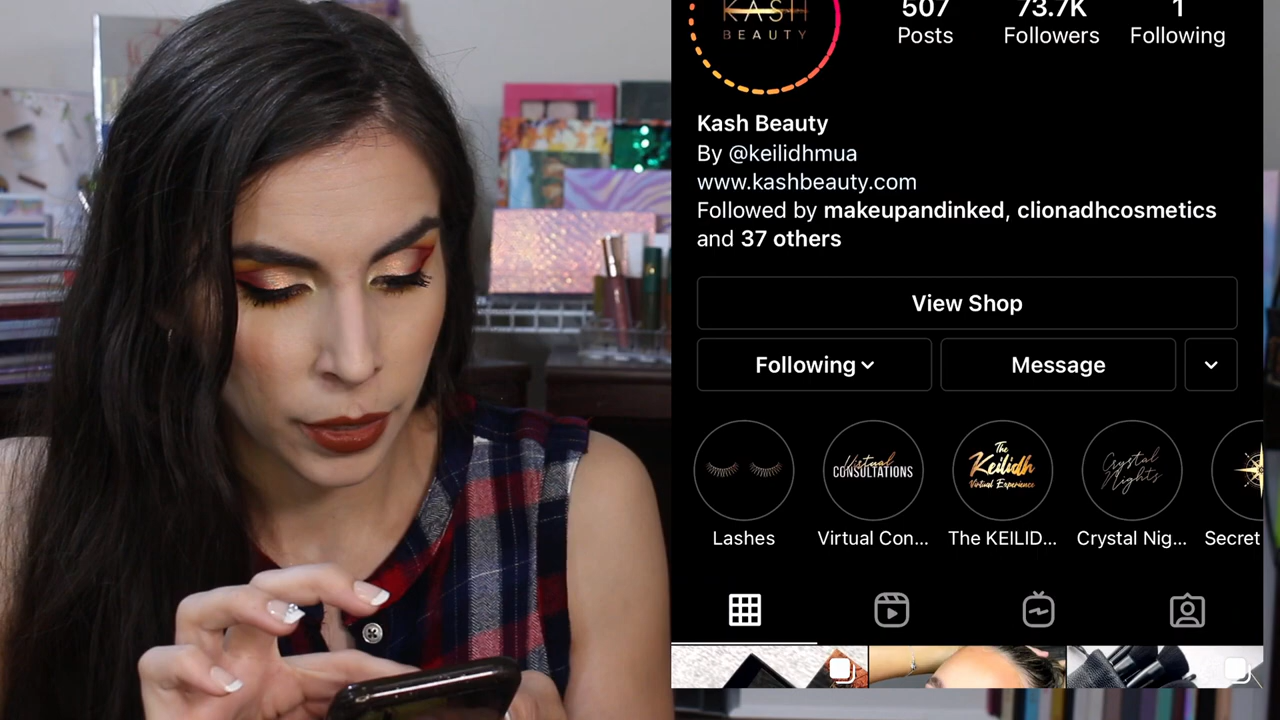 KASH
BEAUTY
507
73.7K
1
Posts
Followers
Following
Kash Beauty
By @keilidhmua
www.kashbeauty.com
Followed by makeupandinked, clionadhcosmetics
and 37 others
View Shop
Following
Message
Virtual
CONSULTATIONS
The
Keilidh
Virtual Experience
Crystal
Nights
Lashes
Virtual Con...
The KEILID...
Crystal Nig...
Secret